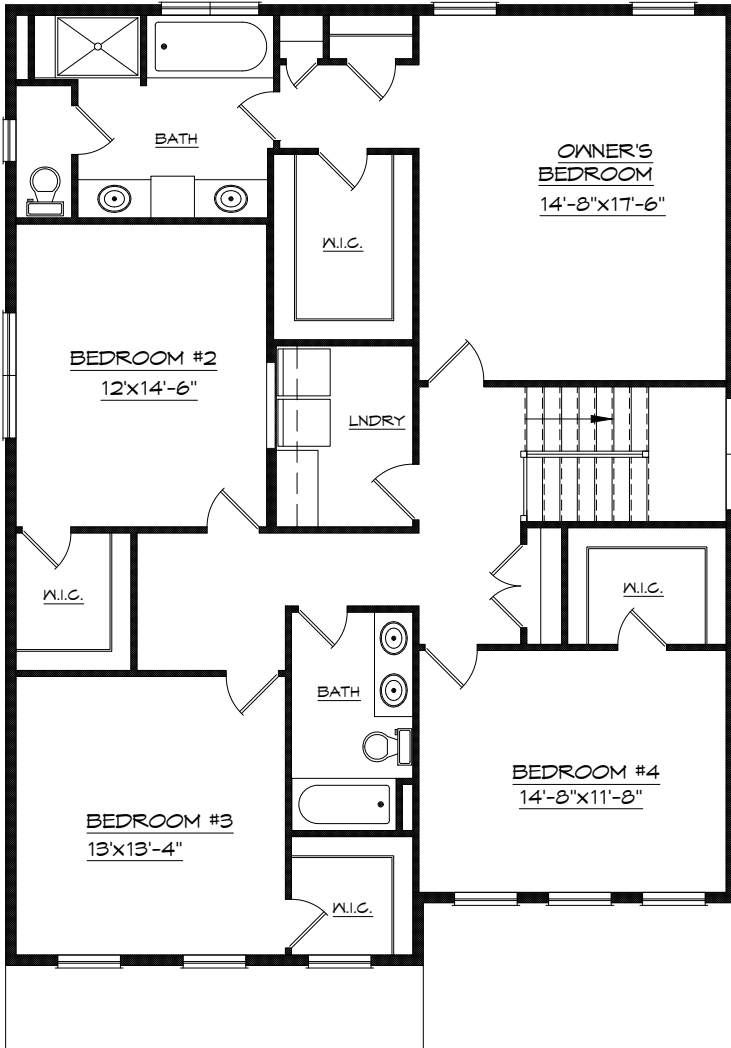 BATH
OWNER'S
BEDROOM
14'-8"x17'-6"
W.I.C.
BEDROOM #2
12'x14'-6"
LNDRY
W.I.C.
W.I.C.
BATH
BEDROOM #4
14'-8"x11'-8"
BEDROOM #3
13'x13'-4"
W.I.C.